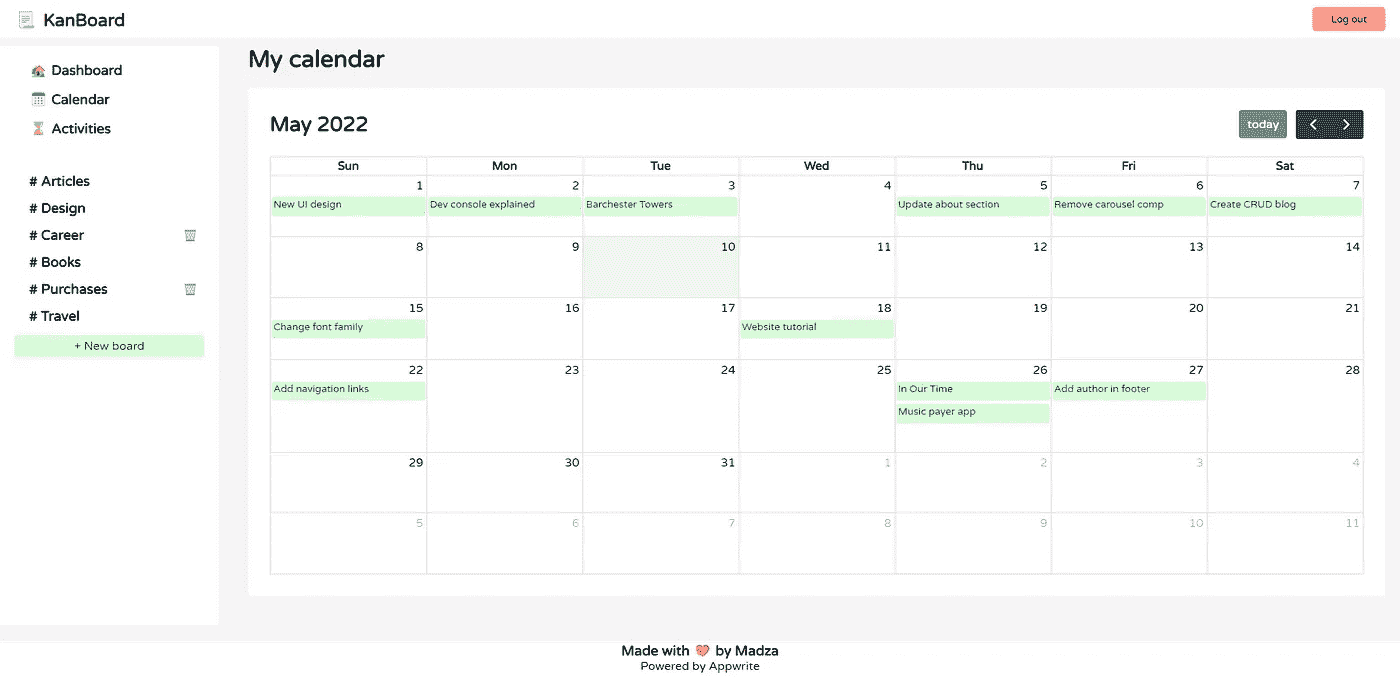 KanBoard
Log out
Dashboard
Calendar
Activities
# Articles
# Design
# Career
# Books
# Purchases
# Travel
+ New board
My calendar
May 2022
today
Sun Mon Tue Wed Thu Fri Sat
1 2 3 4 5 6 7
New UI design Dev console explained Barchester Towers Update about section Remove carousel comp Create CRUD blog
8 9 10 11 12 13 14
15 16 17 18 19 20 21
Change font family Website tutorial
22 23 24 25 26 27 28
Add navigation links In Our Time Add author in footer
Music payer app
29 30 31 1 2 3 4
5 6 7 8 9 10 11
Made with by Madza
Powered by Appwrite